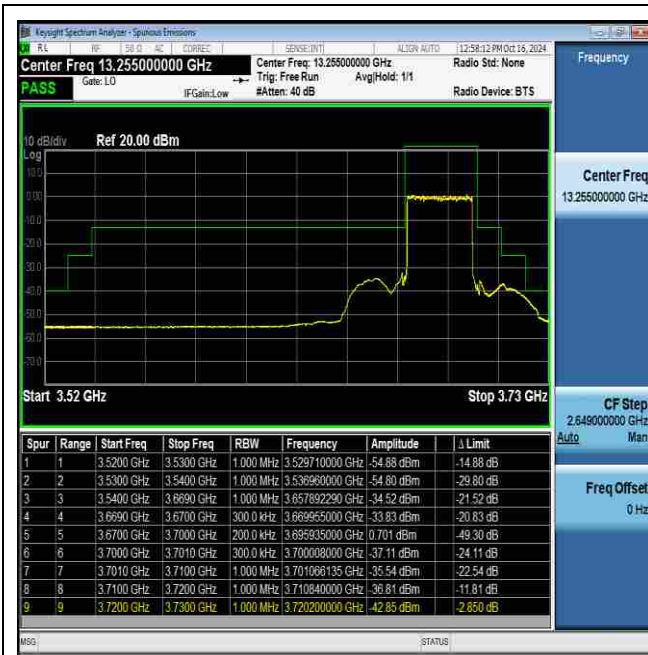 Keysight Spectrum Analyzer - Spurious Emissions
RL RF 50 Ω AC CORREC SENSE:INT ALIGN AUTO 12:58:12 PM Oct 16, 2024
Center Freq 13.255000000 GHz Center Freq: 13.255000000 GHz Radio Std: None
Gate: LO Trig: Free Run Avg|Hold: 1/1
PASS IFGain:Low #Atten: 40 dB Radio Device: BTS
10 dB/div Ref 20.00 dBm
Log
10.0
0.00
-10.0
-20.0
-30.0
-40.0
-50.0
-60.0
-70.0
Start 3.52 GHz Stop 3.73 GHz
Spur Range Start Freq Stop Freq RBW Frequency Amplitude Δ Limit
1 1 3.5200 GHz 3.5300 GHz 1.000 MHz 3.529710000 GHz -54.88 dBm -14.88 dB
2 2 3.5300 GHz 3.5400 GHz 1.000 MHz 3.536960000 GHz -54.80 dBm -29.80 dB
3 3 3.5400 GHz 3.6690 GHz 1.000 MHz 3.657892290 GHz -34.52 dBm -21.52 dB
4 4 3.6690 GHz 3.6700 GHz 300.0 kHz 3.669955000 GHz -33.83 dBm -20.83 dB
5 5 3.6700 GHz 3.7000 GHz 200.0 kHz 3.695935000 GHz 0.701 dBm -49.30 dB
6 6 3.7000 GHz 3.7010 GHz 300.0 kHz 3.700008000 GHz -37.11 dBm -24.11 dB
7 7 3.7010 GHz 3.7100 GHz 1.000 MHz 3.701066135 GHz -35.54 dBm -22.54 dB
8 8 3.7100 GHz 3.7200 GHz 1.000 MHz 3.710840000 GHz -36.81 dBm -11.81 dB
9 9 3.7200 GHz 3.7300 GHz 1.000 MHz 3.720200000 GHz -42.85 dBm -2.850 dB
MSG STATUS
Frequency
Center Freq
13.255000000 GHz
CF Step
2.649000000 GHz
Auto Man
Freq Offset
0 Hz